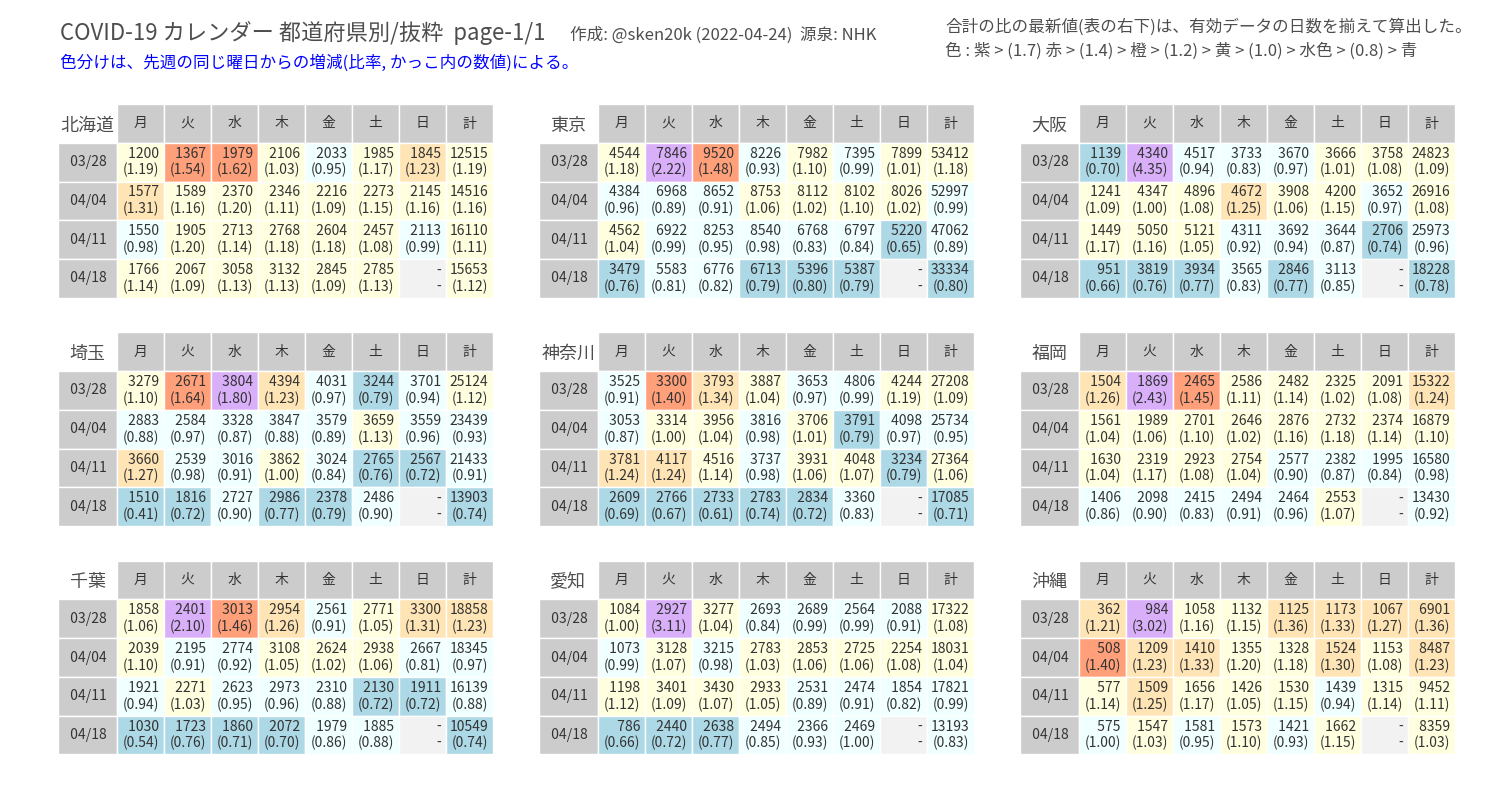 COVID-19 カレンダー 都道府県別/抜粋 page-1/1 作成: @sken20k (2022-04-24) 源泉: NHK
色分けは、先週の同じ曜日からの増減(比率, かっこ内の数値)による。
合計の比の最新値(表の右下)は、有効データの日数を揃えて算出した。
色 : 紫 > (1.7) 赤 > (1.4) > 橙 > (1.2) > 黄 > (1.0) > 水色 > (0.8) > 青
北海道 月 火 水 木 金 土 日 計
03/28 1200 1367 1979 2106 2033 1985 1845 12515
(1.19) (1.54) (1.62) (1.03) (0.95) (1.17) (1.23) (1.19)
04/04 1577 1589 2370 2346 2216 2273 2145 14516
(1.31) (1.16) (1.20) (1.11) (1.09) (1.15) (1.16) (1.16)
04/11 1550 1905 2713 2768 2604 2457 2113 16110
(0.98) (1.20) (1.14) (1.18) (1.18) (1.08) (0.99) (1.11)
04/18 1766 2067 3058 3132 2845 2785 - 15653
(1.14) (1.09) (1.13) (1.13) (1.09) (1.13) - (1.12)
東京 月 火 水 木 金 土 日 計
03/28 4544 7846 9520 8226 7982 7395 7899 53412
(1.18) (2.22) (1.48) (0.93) (1.10) (0.99) (1.01) (1.18)
04/04 4384 6968 8652 8753 8112 8102 8026 52997
(0.96) (0.89) (0.91) (1.06) (1.02) (1.10) (1.02) (0.99)
04/11 4562 6922 8253 8540 6768 6797 5220 47062
(1.04) (0.99) (0.95) (0.98) (0.83) (0.84) (0.65) (0.89)
04/18 3479 5583 6776 6713 5396 5387 - 33334
(0.76) (0.81) (0.82) (0.79) (0.80) (0.79) - (0.80)
大阪 月 火 水 木 金 土 日 計
03/28 1139 4340 4517 3733 3670 3666 3758 24823
(0.70) (4.35) (0.94) (0.83) (0.97) (1.01) (1.08) (1.09)
04/04 1241 4347 4896 4672 3908 4200 3652 26916
(1.09) (1.00) (1.08) (1.25) (1.06) (1.15) (0.97) (1.08)
04/11 1449 5050 5121 4311 3692 3644 2706 25973
(1.17) (1.16) (1.05) (0.92) (0.94) (0.87) (0.74) (0.96)
04/18 951 3819 3934 3565 2846 3113 - 18228
(0.66) (0.76) (0.77) (0.83) (0.77) (0.85) - (0.78)
埼玉 月 火 水 木 金 土 日 計
03/28 3279 2671 3804 4394 4031 3244 3701 25124
(1.10) (1.64) (1.80) (1.23) (0.97) (0.79) (0.94) (1.12)
04/04 2883 2584 3328 3847 3579 3659 3559 23439
(0.88) (0.97) (0.87) (0.88) (0.89) (1.13) (0.96) (0.93)
04/11 3660 2539 3016 3862 3024 2765 2567 21433
(1.27) (0.98) (0.91) (1.00) (0.84) (0.76) (0.72) (0.91)
04/18 1510 1816 2727 2986 2378 2486 - 13903
(0.41) (0.72) (0.90) (0.77) (0.79) (0.90) - (0.74)
神奈川 月 火 水 木 金 土 日 計
03/28 3525 3300 3793 3887 3653 4806 4244 27208
(0.91) (1.40) (1.34) (1.04) (0.97) (0.99) (1.19) (1.09)
04/04 3053 3314 3956 3816 3706 3791 4098 25734
(0.87) (1.00) (1.04) (0.98) (1.01) (0.79) (0.97) (0.95)
04/11 3781 4117 4516 3737 3931 4048 3234 27364
(1.24) (1.24) (1.14) (0.98) (1.06) (1.07) (0.79) (1.06)
04/18 2609 2766 2733 2783 2834 3360 - 17085
(0.69) (0.67) (0.61) (0.74) (0.72) (0.83) - (0.71)
福岡 月 火 水 木 金 土 日 計
03/28 1504 1869 2465 2586 2482 2325 2091 15322
(1.26) (2.43) (1.45) (1.11) (1.14) (1.02) (1.08) (1.24)
04/04 1561 1989 2701 2646 2876 2732 2374 16879
(1.04) (1.06) (1.10) (1.02) (1.16) (1.18) (1.14) (1.10)
04/11 1630 2319 2923 2754 2577 2382 1995 16580
(1.04) (1.17) (1.08) (1.04) (0.90) (0.87) (0.84) (0.98)
04/18 1406 2098 2415 2494 2464 2553 - 13430
(0.86) (0.90) (0.83) (0.91) (0.96) (1.07) - (0.92)
千葉 月 火 水 木 金 土 日 計
03/28 1858 2401 3013 2954 2561 2771 3300 18858
(1.06) (2.10) (1.46) (1.26) (0.91) (1.05) (1.31) (1.23)
04/04 2039 2195 2774 3108 2624 2938 2667 18345
(1.10) (0.91) (0.92) (1.05) (1.02) (1.06) (0.81) (0.97)
04/11 1921 2271 2623 2973 2310 2130 1911 16139
(0.94) (1.03) (0.95) (0.96) (0.88) (0.72) (0.72) (0.88)
04/18 1030 1723 1860 2072 1979 1885 - 10549
(0.54) (0.76) (0.71) (0.70) (0.86) (0.88) - (0.74)
愛知 月 火 水 木 金 土 日 計
03/28 1084 2927 3277 2693 2689 2564 2088 17322
(1.00) (3.11) (1.04) (0.84) (0.99) (0.99) (0.91) (1.08)
04/04 1073 3128 3215 2783 2853 2725 2254 18031
(0.99) (1.07) (0.98) (1.03) (1.06) (1.06) (1.08) (1.04)
04/11 1198 3401 3430 2933 2531 2474 1854 17821
(1.12) (1.09) (1.07) (1.05) (0.89) (0.91) (0.82) (0.99)
04/18 786 2440 2638 2494 2366 2469 - 13193
(0.66) (0.72) (0.77) (0.85) (0.93) (1.00) - (0.83)
沖縄 月 火 水 木 金 土 日 計
03/28 362 984 1058 1132 1125 1173 1067 6901
(1.21) (3.02) (1.16) (1.15) (1.36) (1.33) (1.27) (1.36)
04/04 508 1209 1410 1355 1328 1524 1153 8487
(1.40) (1.23) (1.33) (1.20) (1.18) (1.30) (1.08) (1.23)
04/11 577 1509 1656 1426 1530 1439 1315 9452
(1.14) (1.25) (1.17) (1.05) (1.15) (0.94) (1.14) (1.11)
04/18 575 1547 1581 1573 1421 1662 - 8359
(1.00) (1.03) (0.95) (1.10) (0.93) (1.15) - (1.03)